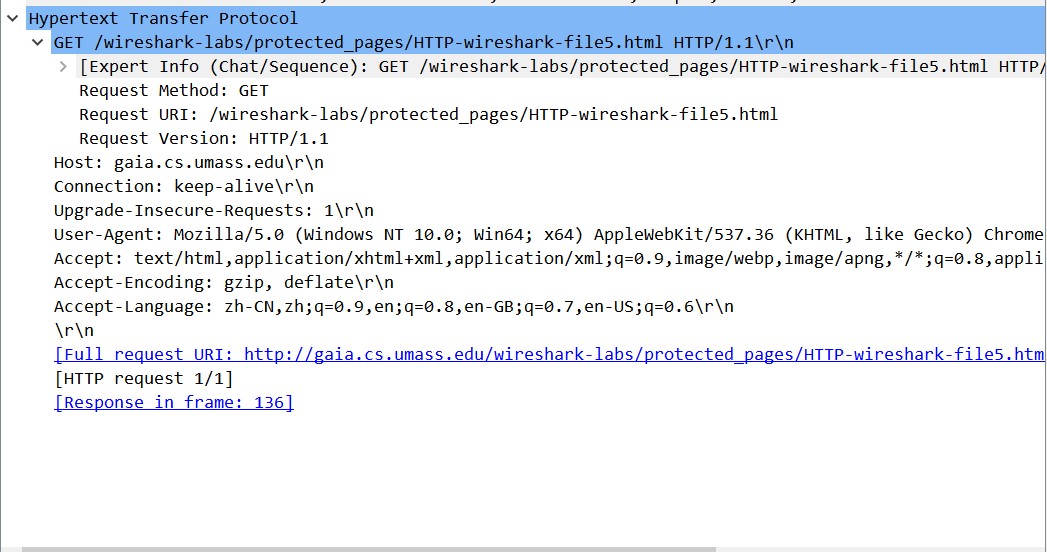 Hypertext Transfer Protocol
GET /wireshark-labs/protected_pages/HTTP-wireshark-file5.html HTTP/1.1\r\n
[Expert Info (Chat/Sequence): GET /wireshark-labs/protected_pages/HTTP-wireshark-file5.html HTTP/
Request Method: GET
Request URI: /wireshark-labs/protected_pages/HTTP-wireshark-file5.html
Request Version: HTTP/1.1
Host: gaia.cs.umass.edu\r\n
Connection: keep-alive\r\n
Upgrade-Insecure-Requests: 1\r\n
User-Agent: Mozilla/5.0 (Windows NT 10.0; Win64; x64) AppleWebKit/537.36 (KHTML, like Gecko) Chrome
Accept: text/html,application/xhtml+xml,application/xml;q=0.9,image/webp,image/apng,*/*;q=0.8,appli
Accept-Encoding: gzip, deflate\r\n
Accept-Language: zh-CN,zh;q=0.9,en;q=0.8,en-GB;q=0.7,en-US;q=0.6\r\n
\r\n
[Full request URI: http://gaia.cs.umass.edu/wireshark-labs/protected_pages/HTTP-wireshark-file5.htm
[HTTP request 1/1]
[Response in frame: 136]